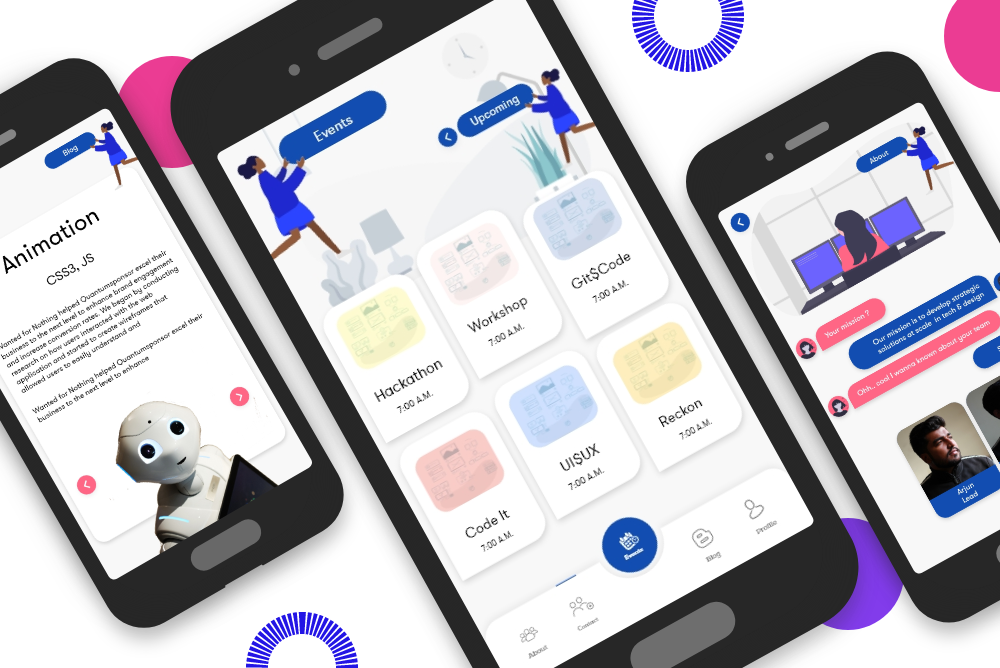 Blog
Animation
CSS3, JS
Wanted for Nothing helped Quantumsponsor excel their
business to the next level to enhance brand engagement
and increase conversion rates. We began by conducting
research on how users interacted with the web
application and started to create wireframes that
allowed users to easily understand and
Wanted for Nothing helped Quantumsponsor excel their
business to the next level to enhance
Events
Upcoming
Hackathon
7:00 A.M.
Workshop
7:00 A.M.
Git$Code
7:00 A.M.
Code It
7:00 A.M.
UI$UX
7:00 A.M.
Reckon
7:00 A.M.
About
Connect
Events
Blog
Profile
About
Your mission ?
Our mission is to develop strategic
solutions at scale in tech & design
Ohh.. cool I wanna known about your team
Arjun
Lead